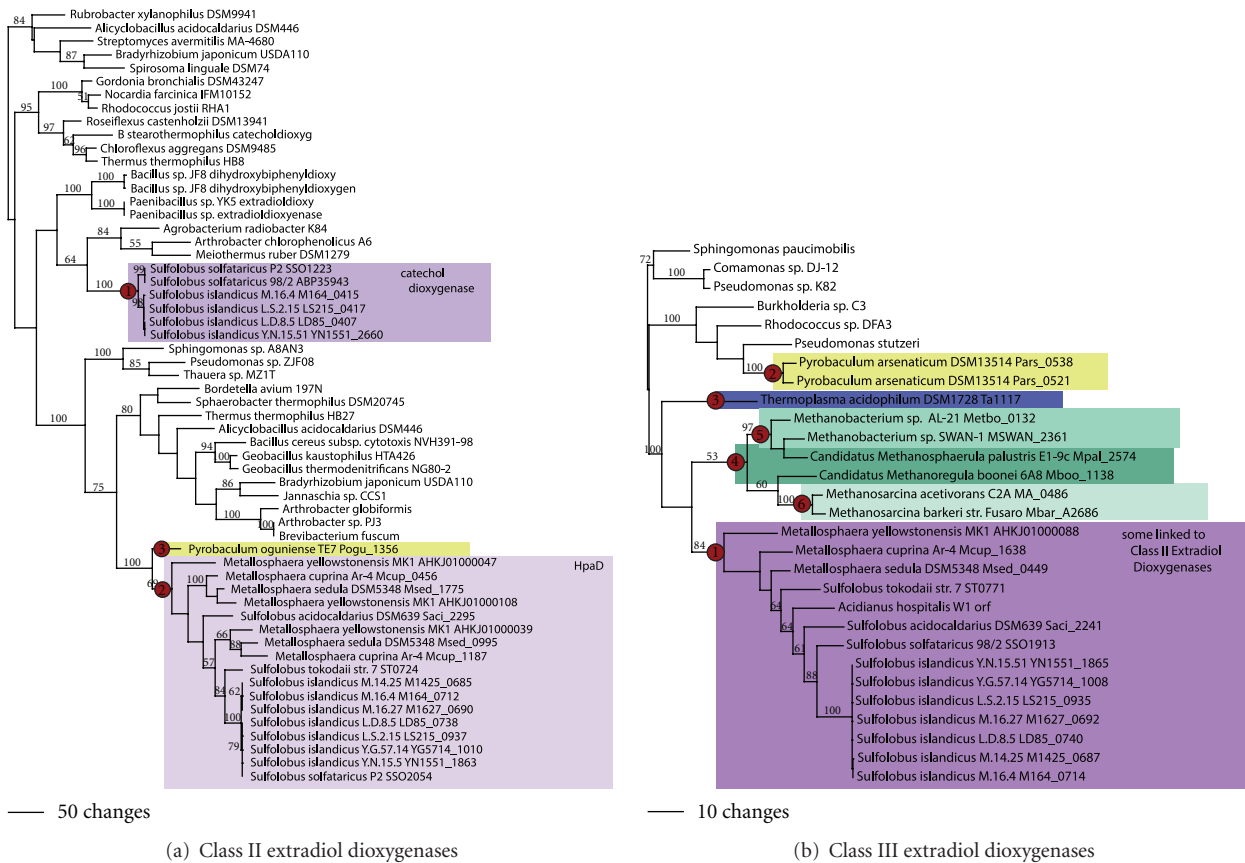 84
Rubrobacter xylanophilus DSM9941
Alicyclobacillus acidocaldarius DSM446
Streptomyces avermitilis MA-4680
87
Bradyrhizobium japonicum USDA110
Spirosoma linguale DSM74
95
100
Gordonia bronchialis DSM43247
51
Nocardia farcinica IFM10152
Rhodococcus jostii RHA1
97
Roseiflexus castenholzii DSM13941
62
B stearothermophilus catecholdioxyg
96
Chloroflexus aggregans DSM9485
Thermus thermophilus HB8
100
Bacillus sp. JF8 dihydroxybiphenyldioxy
Bacillus sp. JF8 dihydroxybiphenyldioxygen
100
Paenibacillus sp. YK5 extradioldioxy
Paenibacillus sp. extradioldioxyenase
64
84
Agrobacterium radiobacter K84
55
Arthrobacter chlorophenolicus A6
Meiothermus ruber DSM1279
100
1
99
Sulfolobus solfataricus P2 SSO1223
Sulfolobus solfataricus 98/2 ABP35943
98
Sulfolobus islandicus M.16.4 M164_0415
Sulfolobus islandicus L.S.2.15 LS215_0417
Sulfolobus islandicus L.D.8.5 LD85_0407
Sulfolobus islandicus Y.N.15.51 YN1551_2660
catechol
dioxygenase
100
100
Sphingomonas sp. A8AN3
85
Pseudomonas sp. ZJF08
Thauera sp. MZ1T
75
80
Bordetella avium 197N
Sphaerobacter thermophilus DSM20745
Thermus thermophilus HB27
Alicyclobacillus acidocaldarius DSM446
94
Bacillus cereus subsp. cytotoxis NVH391-98
100
Geobacillus kaustophilus HTA426
Geobacillus thermodenitrificans NG80-2
86
Bradyrhizobium japonicum USDA110
Jannaschia sp. CCS1
100
Arthrobacter globiformis
100
Arthrobacter sp. PJ3
Brevibacterium fuscum
100
3
Pyrobaculum oguniense TE7 Pogu_1356
69
2
Metallosphaera yellowstonensis MK1 AHKJ01000047
HpaD
100
Metallosphaera cuprina Ar-4 Mcup_0456
Metallosphaera sedula DSM5348 Msed_1775
Metallosphaera yellowstonensis MK1 AHKJ01000108
Sulfolobus acidocaldarius DSM639 Saci_2295
57
66
Metallosphaera yellowstonensis MK1 AHKJ01000039
88
Metallosphaera sedula DSM5348 Msed_0995
Metallosphaera cuprina Ar-4 Mcup_1187
84
Sulfolobus tokodaii str. 7 ST0724
62
Sulfolobus islandicus M.14.25 M1425_0685
Sulfolobus islandicus M.16.4 M164_0712
Sulfolobus islandicus M.16.27 M1627_0690
100
Sulfolobus islandicus L.D.8.5 LD85_0738
Sulfolobus islandicus L.S.2.15 LS215_0937
79
Sulfolobus islandicus Y.G.57.14 YG5714_1010
Sulfolobus islandicus Y.N.15.5 YN1551_1863
Sulfolobus solfataricus P2 SSO2054
50 changes
(a) Class II extradiol dioxygenases
72
Sphingomonas paucimobilis
100
Comamonas sp. DJ-12
Pseudomonas sp. K82
100
Burkholderia sp. C3
Rhodococcus sp. DFA3
Pseudomonas stutzeri
100
2
Pyrobaculum arsenaticum DSM13514 Pars_0538
Pyrobaculum arsenaticum DSM13514 Pars_0521
3
Thermoplasma acidophilum DSM1728 Ta1117
100
53
4
97
5
Methanobacterium sp. AL-21 Metbo_0132
Methanobacterium sp. SWAN-1 MSWAN_2361
Candidatus Methanosphaerula palustris E1-9c Mpal_2574
60
Candidatus Methanoregula boonei 6A8 Mboo_1138
100
6
Methanosarcina acetivorans C2A MA_0486
Methanosarcina barkeri str. Fusaro Mbar_A2686
84
1
Metallosphaera yellowstonensis MK1 AHKJ01000088
some linked to
Class II Extradiol
Dioxygenases
Metallosphaera cuprina Ar-4 Mcup_1638
Metallosphaera sedula DSM5348 Msed_0449
Sulfolobus tokodaii str. 7 ST0771
64
Acidianus hospitalis W1 orf
64
Sulfolobus acidocaldarius DSM639 Saci_2241
61
Sulfolobus solfataricus 98/2 SSO1913
88
Sulfolobus islandicus Y.N.15.51 YN1551_1865
Sulfolobus islandicus Y.G.57.14 YG5714_1008
Sulfolobus islandicus L.S.2.15 LS215_0935
100
Sulfolobus islandicus M.16.27 M1627_0692
Sulfolobus islandicus L.D.8.5 LD85_0740
Sulfolobus islandicus M.14.25 M1425_0687
Sulfolobus islandicus M.16.4 M164_0714
10 changes
(b) Class III extradiol dioxygenases